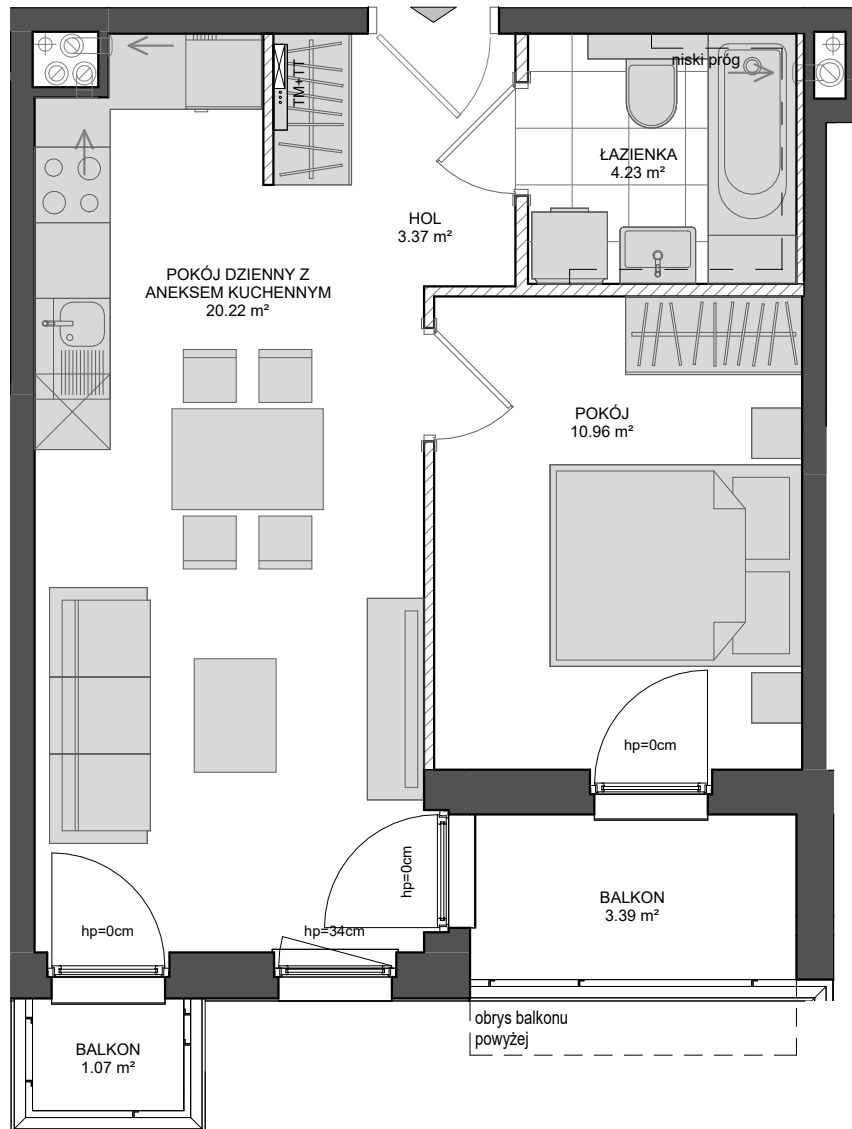 niski próg
TM+TT
ŁAZIENKA
4.23 m²
HOL
3.37 m²
POKÓJ DZIENNY Z
ANEKSEM KUCHENNYM
20.22 m²
POKÓJ
10.96 m²
hp=0cm
hp=0cm
hp=0cm
hp=34cm
BALKON
3.39 m²
obrys balkonu
powyżej
BALKON
1.07 m²